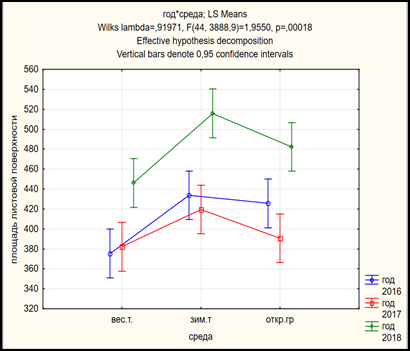 год*среда; LS Means
Wilks lambda=,91971, F(44, 3888,9)=1,9550, p=,00018
Effective hypothesis decomposition
Vertical bars denote 0,95 confidence intervals
560
540
520
500
480
460
440
420
400
380
360
340
320
площадь листовой поверхности
вес.т.
зим.т
откр.гр
среда
год
2016
год
2017
год
2018